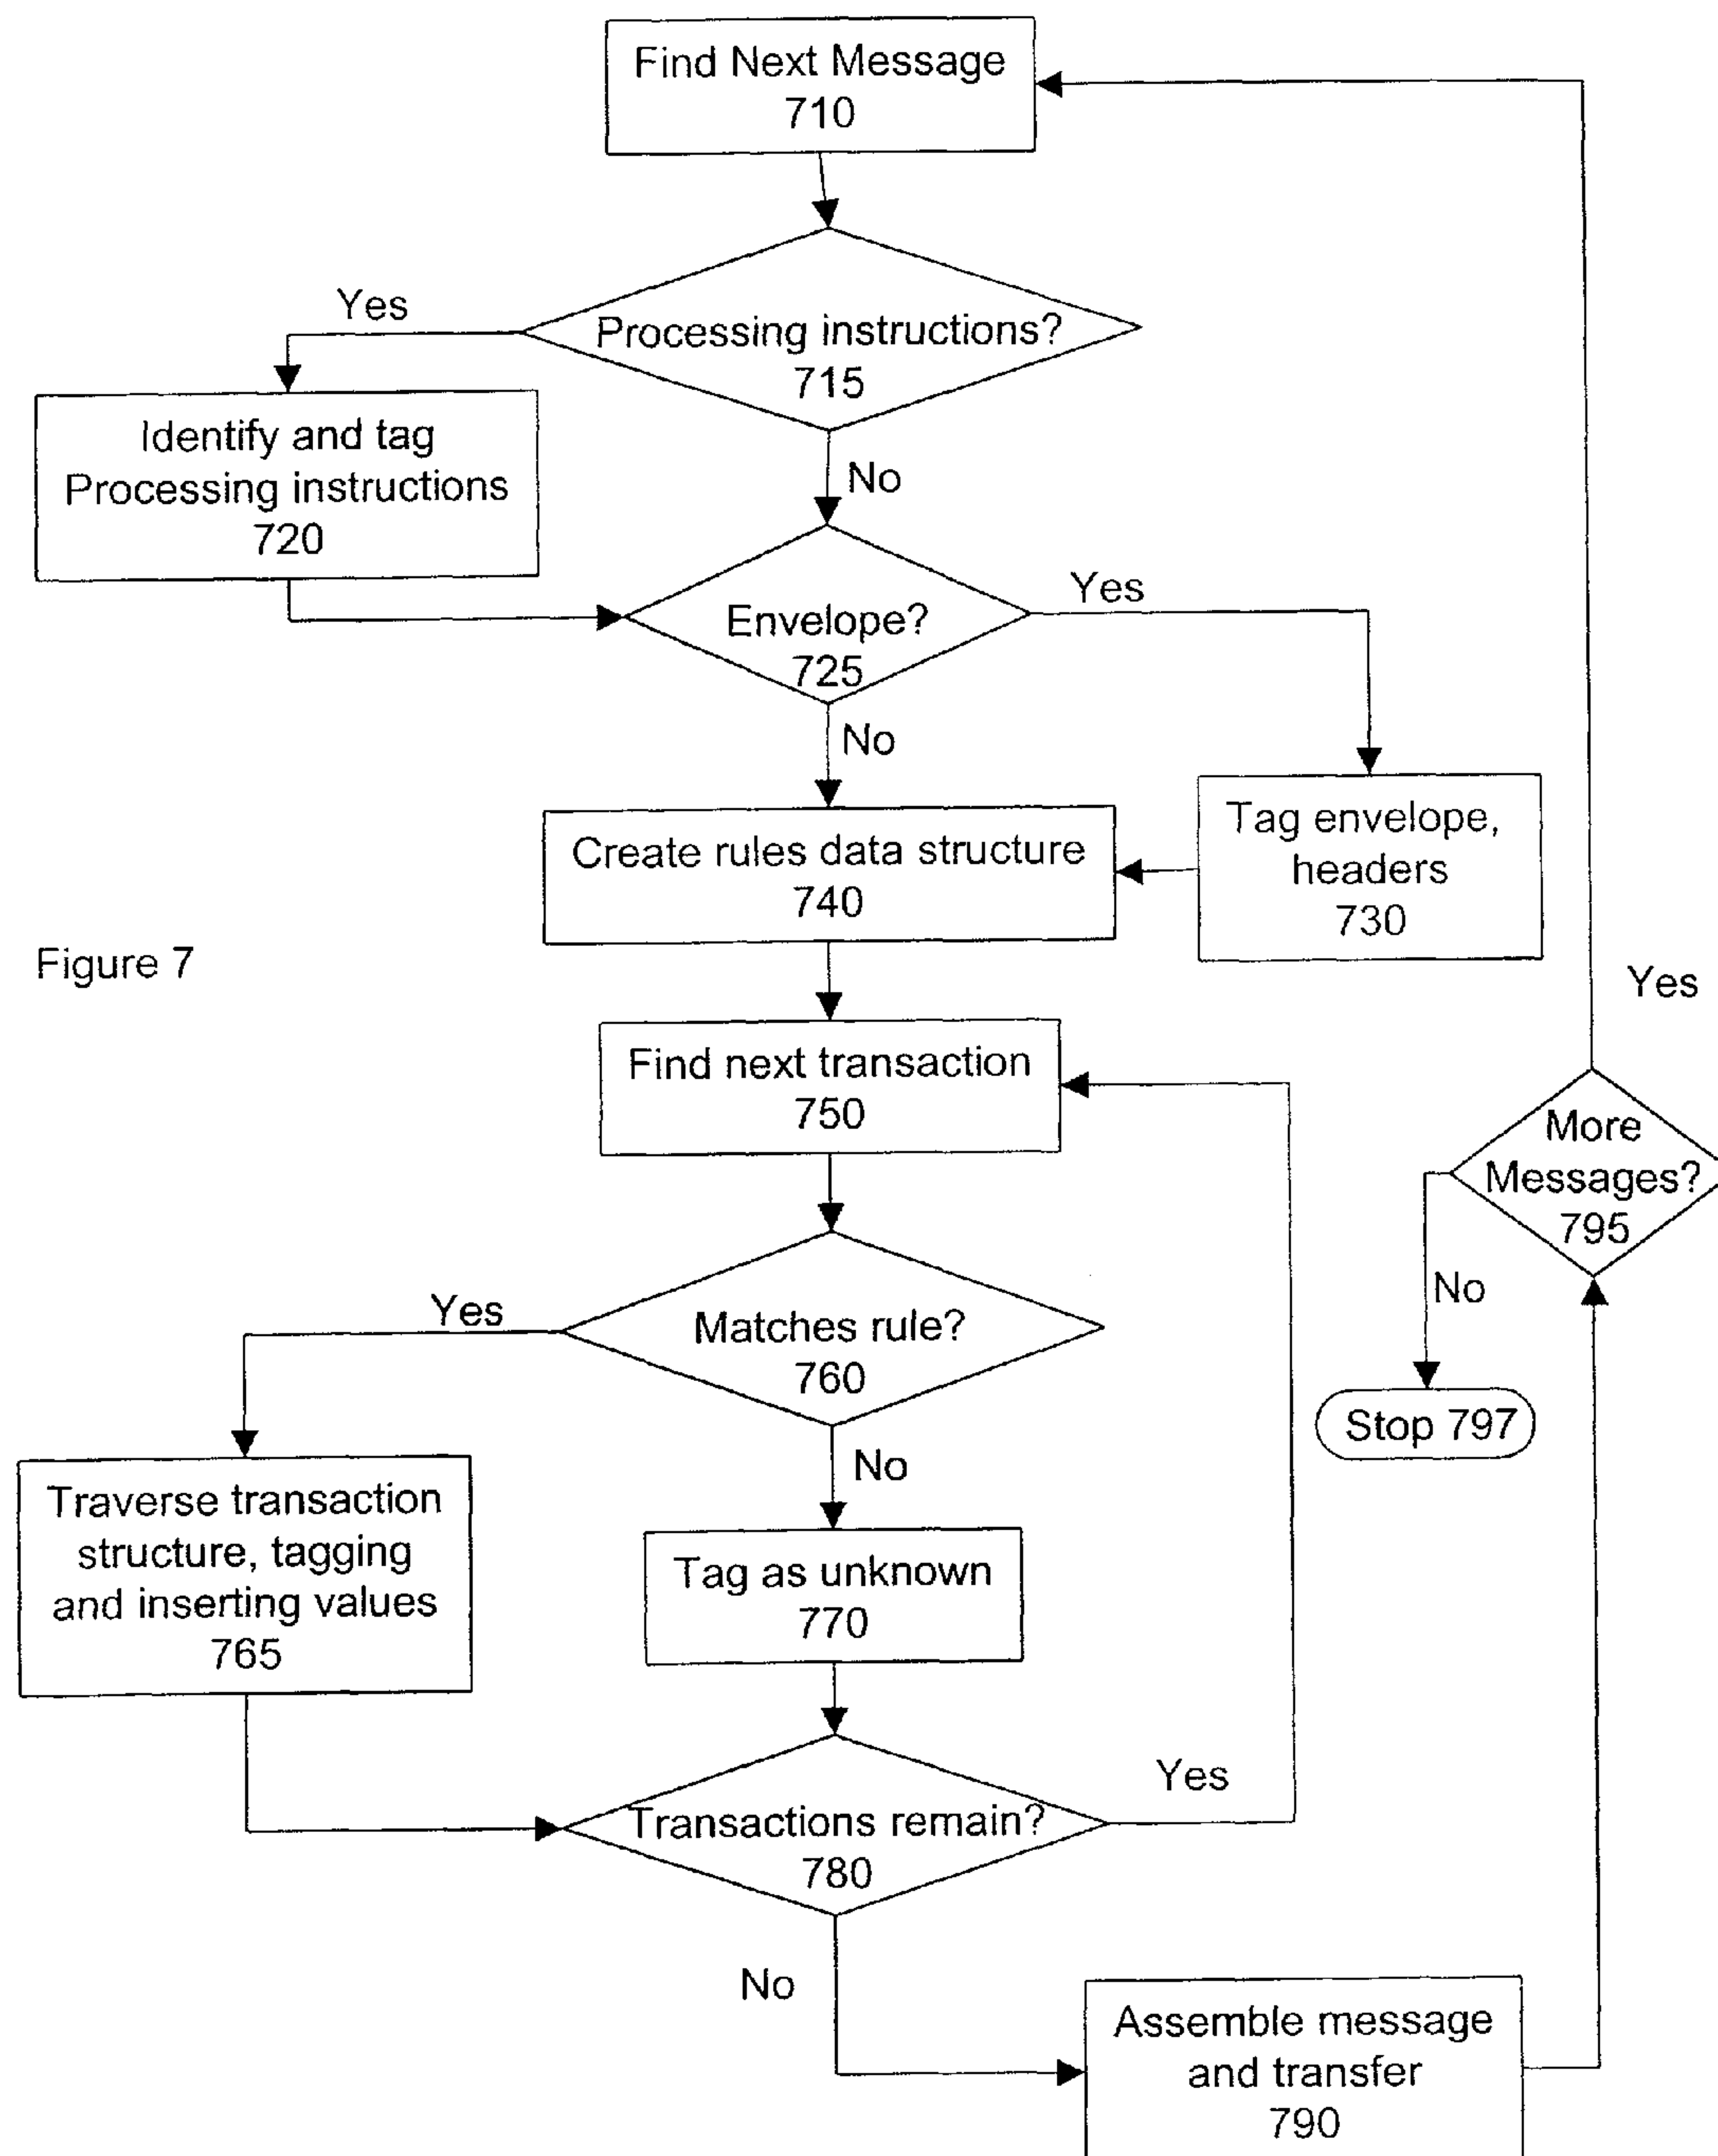 Find Next Message
710
Yes
Processing instructions?
715
Identify and tag
Processing instructions
720
No
Envelope?
725
Yes
No
Create rules data structure
740
Tag envelope,
headers
730
Figure 7
Yes
Find next transaction
750
More
Messages?
795
No
Stop 797
Yes
Matches rule?
760
No
Traverse transaction
structure, tagging
and inserting values
765
Tag as unknown
770
Transactions remain?
780
Yes
No
Assemble message
and transfer
790